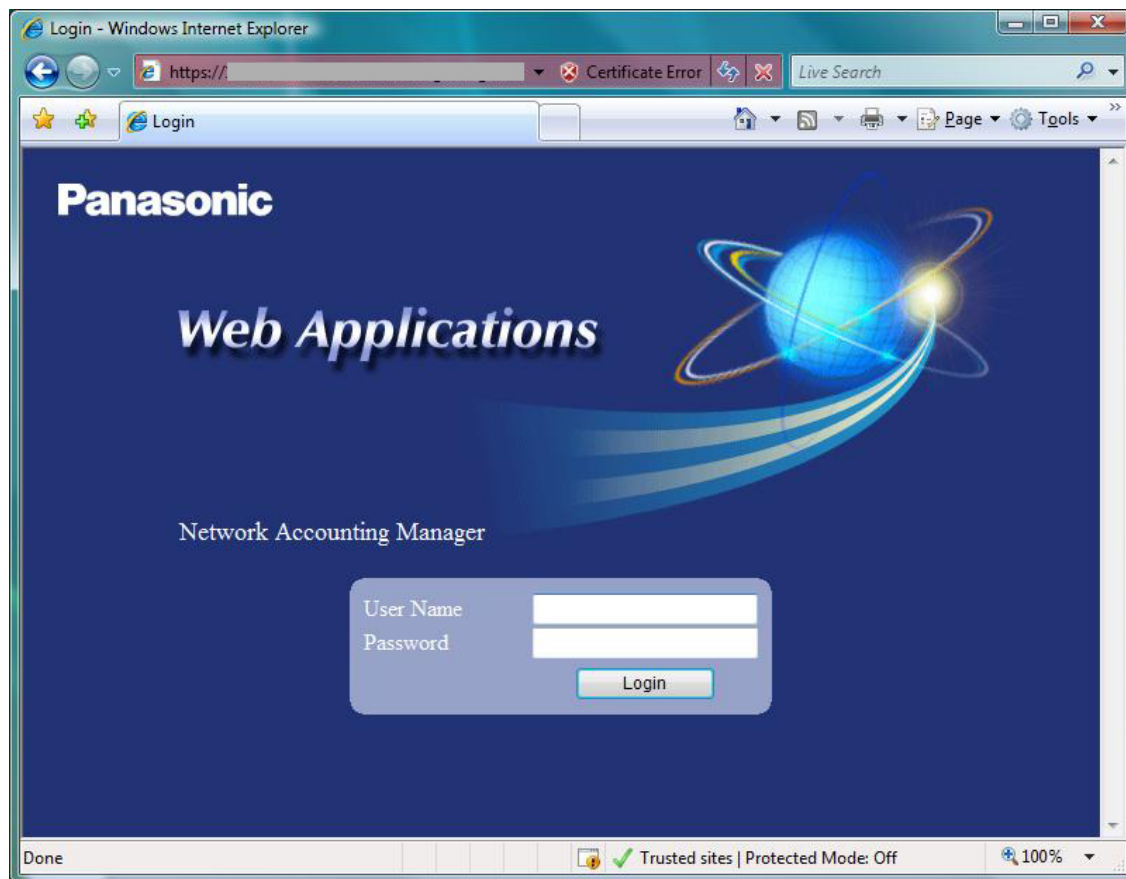 Login - Windows Internet Explorer
https://
Certificate Error
Live Search
Login
Page
Tools
Panasonic
Web Applications
Network Accounting Manager
User Name
Password
Login
Done
Trusted sites | Protected Mode: Off
100%